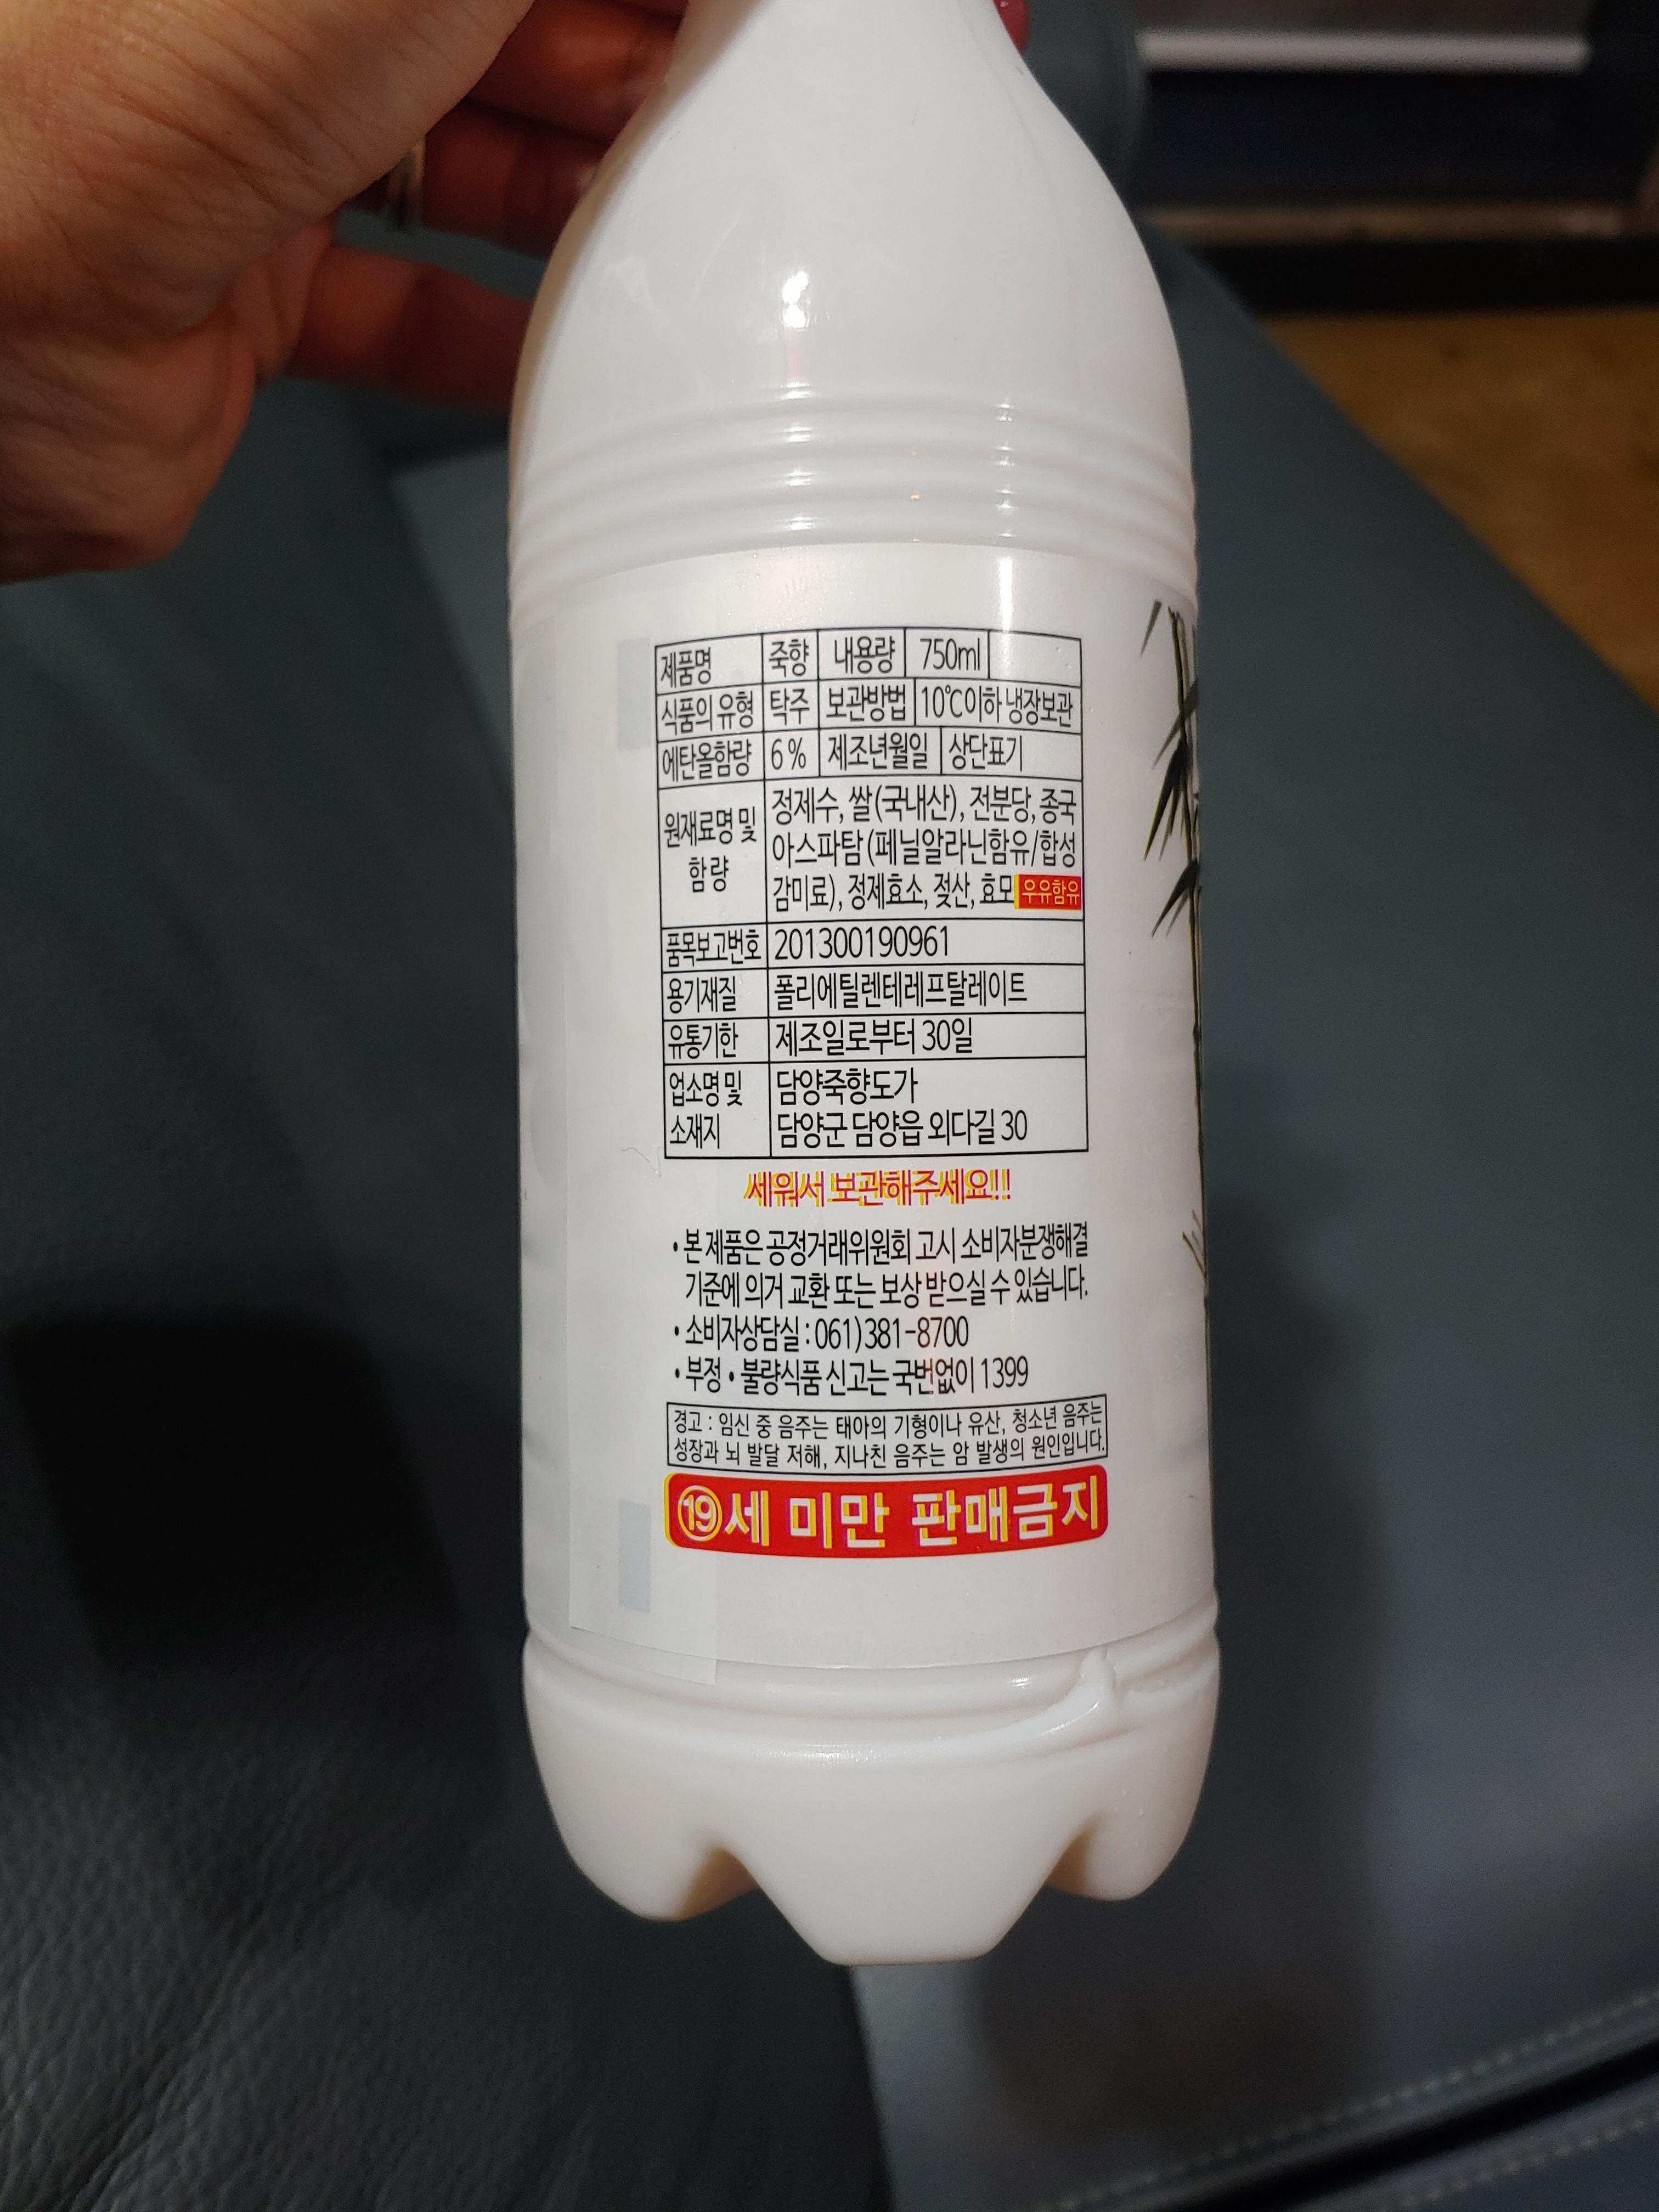 제품명 죽향 내용량 750ml
식품의 유형 탁주 보관방법 10℃이하 냉장보관
에탄올함량 6% 제조년월일 상단표기
원재료명 및 함량
정제수, 쌀(국내산), 전분당, 종국
아스파탐(페닐알라닌함유/합성
감미료), 정제효소, 젖산, 효모 우유함유
품목보고번호 201300190961
용기재질 폴리에틸렌테레프탈레이트
유통기한 제조일로부터 30일
업소명 및 소재지
담양죽향도가
담양군 담양읍 외다길 30
세워서 보관해주세요!!
• 본 제품은 공정거래위원회 고시 소비자분쟁해결
기준에 의거 교환 또는 보상 받으실 수 있습니다.
• 소비자상담실 : 061)381-8700
• 부정 • 불량식품 신고는 국번없이 1399
경고 : 임신 중 음주는 태아의 기형이나 유산, 청소년 음주는
성장과 뇌 발달 저해, 지나친 음주는 암 발생의 원인입니다.
⑲세 미만 판매금지